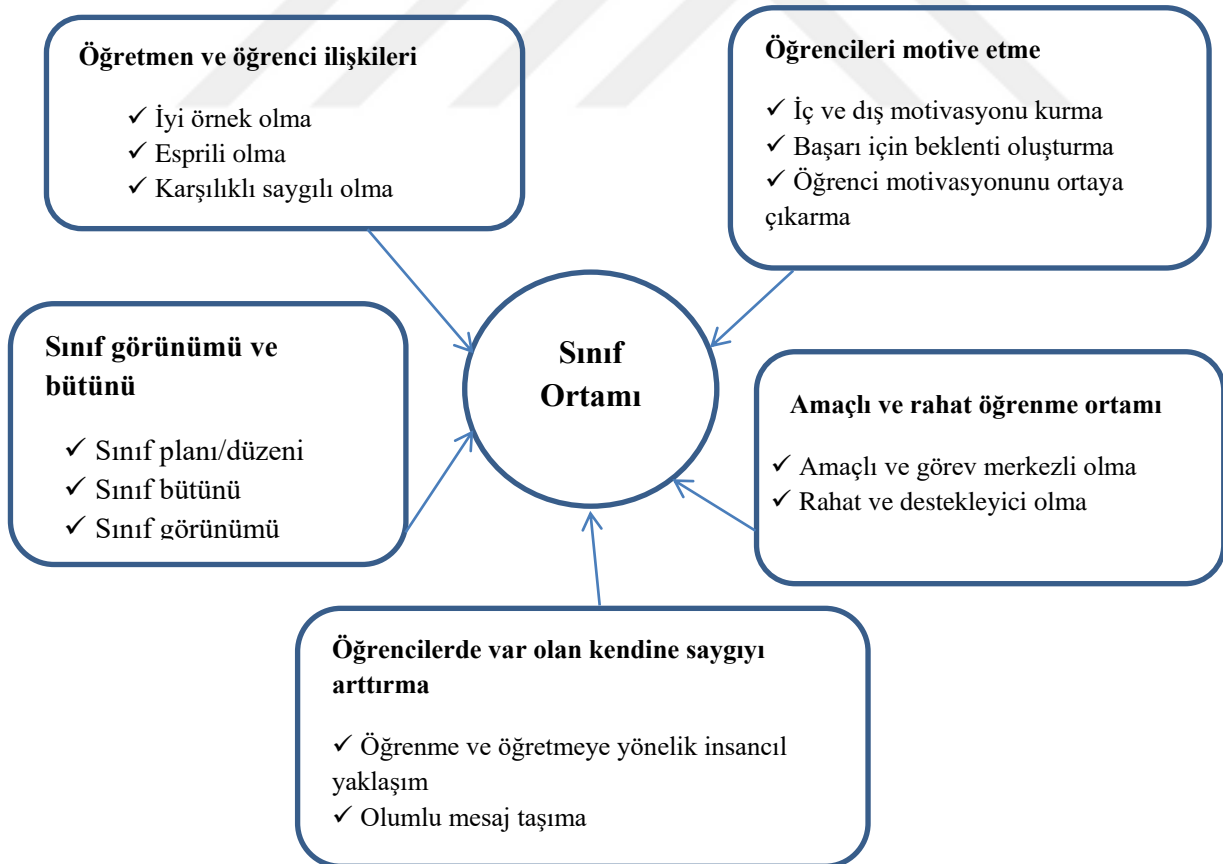 Öğretmen ve öğrenci ilişkileri
✓ İyi örnek olma
✓ Esprili olma
✓ Karşılıklı saygılı olma
Öğrencileri motive etme
✓ İç ve dış motivasyonu kurma
✓ Başarı için beklenti oluşturma
✓ Öğrenci motivasyonunu ortaya
çıkarma
Sınıf görünümü ve
bütünü
✓ Sınıf planı/düzeni
✓ Sınıf bütünü
✓ Sınıf görünümü
Sınıf
Ortamı
Amaçlı ve rahat öğrenme ortamı
✓ Amaçlı ve görev merkezli olma
✓ Rahat ve destekleyici olma
Öğrencilerde var olan kendine saygıyı
arttırma
✓ Öğrenme ve öğretmeye yönelik insancıl
yaklaşım
✓ Olumlu mesaj taşıma